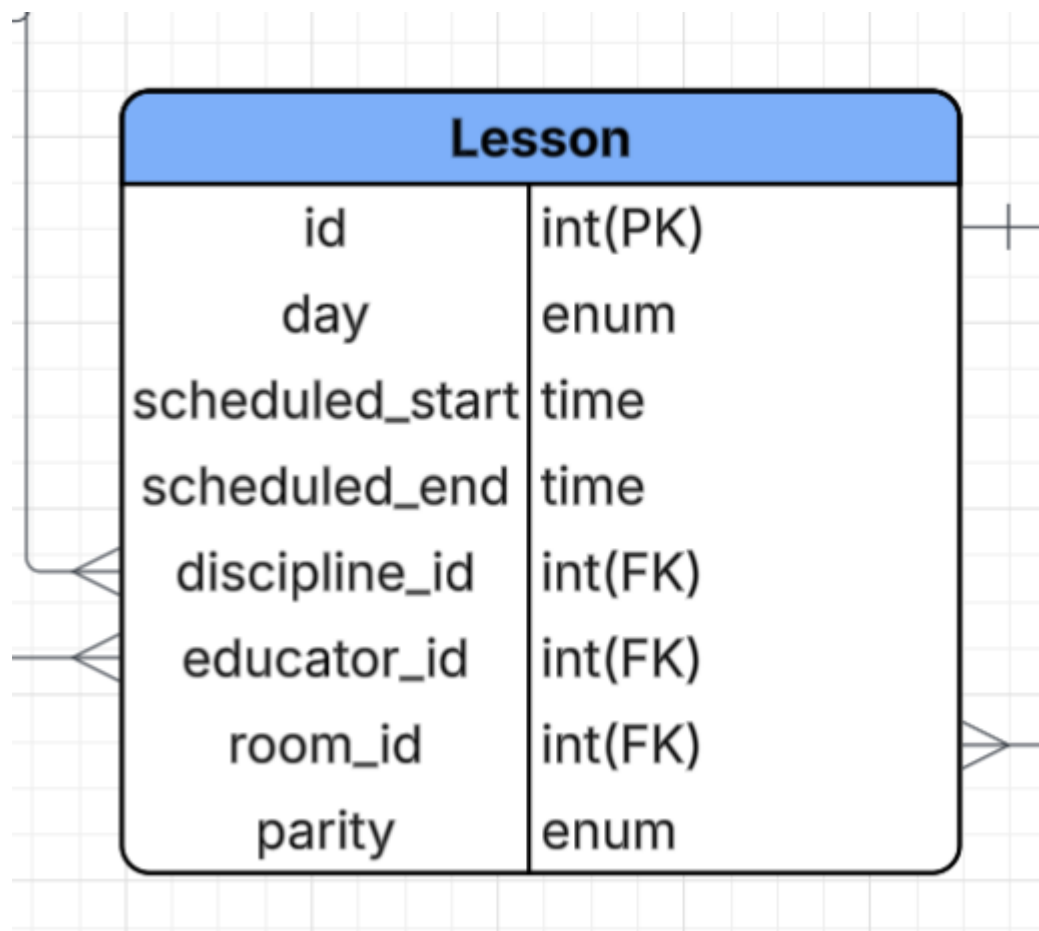 Lesson
id int(PK)
day enum
scheduled_start time
scheduled_end time
discipline_id int(FK)
educator_id int(FK)
room_id int(FK)
parity enum